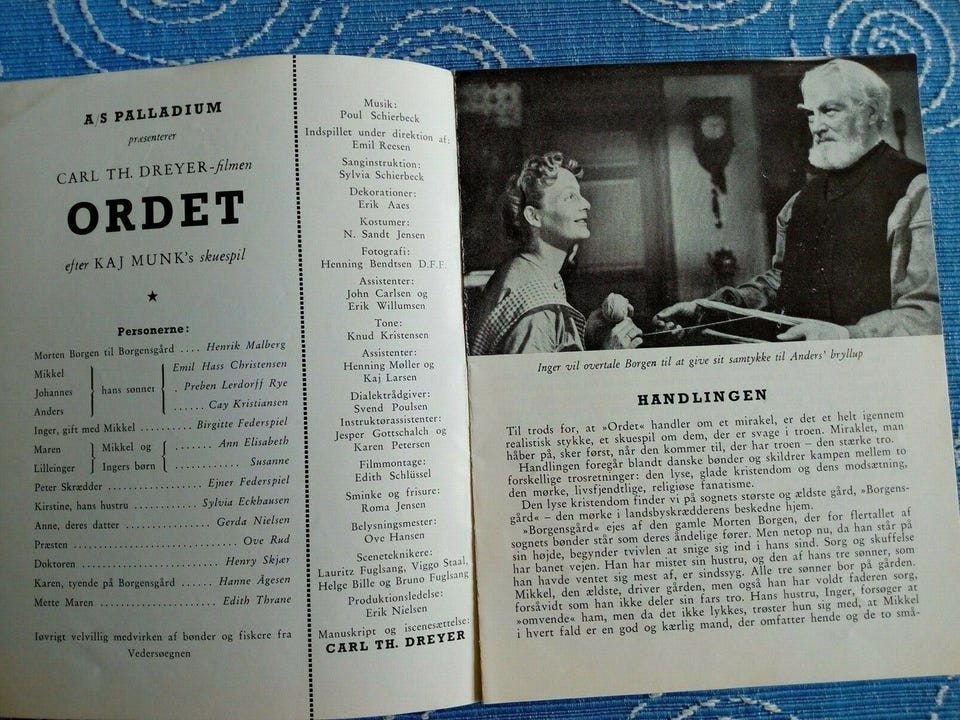 A/S PALLADIUM
præsenterer
CARL TH. DREYER-filmen
ORDET
efter KAJ MUNK's skuespil
★
Personerne:
Morten Borgen til Borgensgård .... Henrik Malberg
Mikkel } hans sønner { Emil Hass Christensen
Johannes . Preben Lerdorff Rye
Anders ...... Cay Kristiansen
Inger, gift med Mikkel .......... Birgitte Federspiel
Maren } Mikkel og { ...... Ann Elisabeth
Lilleinger Ingers børn ........... Susanne
Peter Skrædder ................ Ejner Federspiel
Kirstine, hans hustru ........ Sylvia Eckhausen
Anne, deres datter .............. Gerda Nielsen
Præsten ............................ Ove Rud
Doktoren ........................ Henry Skjær
Karen, tyende på Borgensgård ...... Hanne Ågesen
Mette Maren ...................... Edith Thrane
Iøvrigt velvillig medvirken af bønder og fiskere fra
Vedersøegnen
Musik:
Poul Schierbeck
Indspillet under direktion af:
Emil Reesen
Sanginstruktion:
Sylvia Schierbeck
Dekorationer:
Erik Aaes
Kostumer:
N. Sandt Jensen
Fotografi:
Henning Bendtsen D.F.F.
Assistenter:
John Carlsen og
Erik Willumsen
Tone:
Knud Kristensen
Assistenter:
Henning Møller og
Kaj Larsen
Dialektrådgiver:
Svend Poulsen
Instruktørassistenter:
Jesper Gottschalch og
Karen Petersen
Filmmontage:
Edith Schlüssel
Sminke og frisure:
Roma Jensen
Belysningsmester:
Ove Hansen
Sceneteknikere:
Lauritz Fuglsang, Viggo Staal,
Helge Bille og Bruno Fuglsang
Produktionsledelse:
Erik Nielsen
Manuskript og iscenesættelse:
CARL TH. DREYER
Inger vil overtale Borgen til at give sit samtykke til Anders' bryllup
HANDLINGEN
Til trods for, at »Ordet« handler om et mirakel, er det et helt igennem
realistisk stykke, et skuespil om dem, der er svage i troen. Miraklet, man
håber på, sker først, når den kommer til, der har troen – den stærke tro.
Handlingen foregår blandt danske bønder og skildrer kampen mellem to
forskellige trosretninger: den lyse, glade kristendom og dens modsætning,
den mørke, livsfjendtlige, religiøse fanatisme.
Den lyse kristendom finder vi på sognets største og ældste gård, »Borgens-
gård« – den mørke i landsbyskrædderens beskedne hjem.
»Borgensgård« ejes af den gamle Morten Borgen, der for flertallet af
sognets bønder står som deres åndelige fører. Men netop nu, da han står på
sin højde, begynder tvivlen at snige sig ind i hans sind. Sorg og skuffelse
har banet vejen. Han har mistet sin hustru, og den af hans tre sønner, som
han havde ventet sig mest af, er sindssyg. Alle tre sønner bor på gården.
Mikkel, den ældste, driver gården, men også han har voldt faderen sorg,
forsåvidt som han ikke deler sin fars tro. Hans hustru, Inger, forsøger at
»omvende« ham, men da det ikke lykkes, trøster hun sig med, at Mikkel
i hvert fald er en god og kærlig mand, der omfatter hende og de to små-